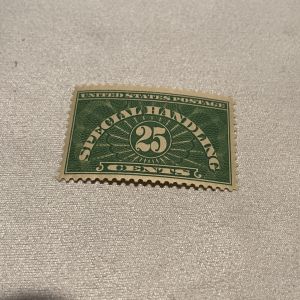 UNITED STATES POSTAGE
SPECIAL HANDLING
25
CENTS